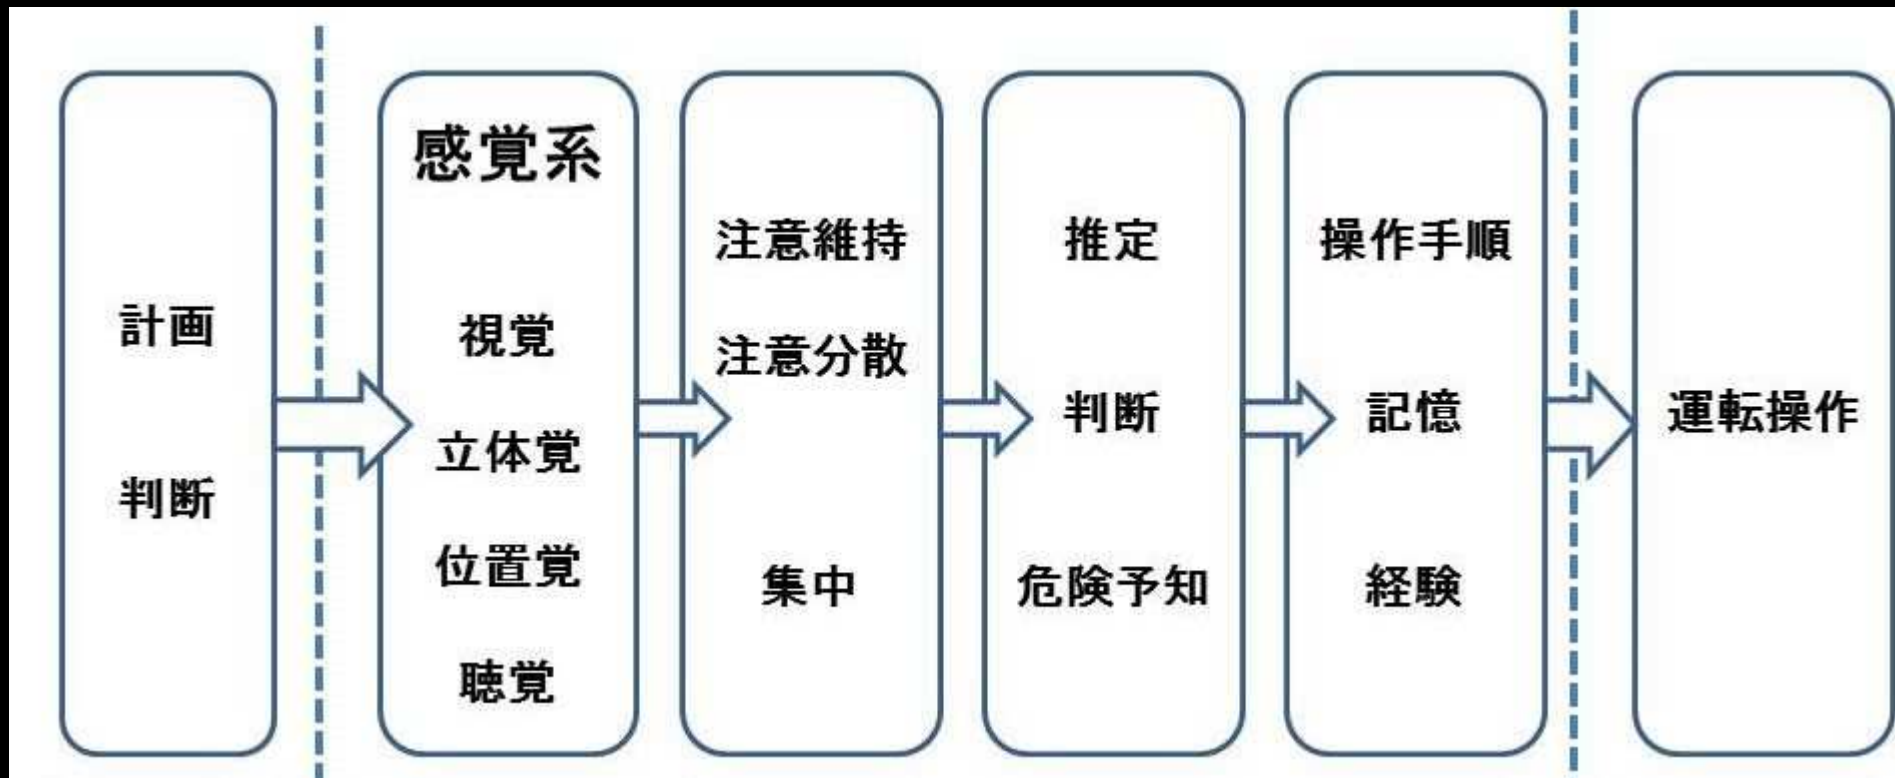 計画
判断
感覚系
視覚
立体覚
位置覚
聴覚
注意維持
注意分散
集中
推定
判断
危険予知
操作手順
記憶
経験
運転操作